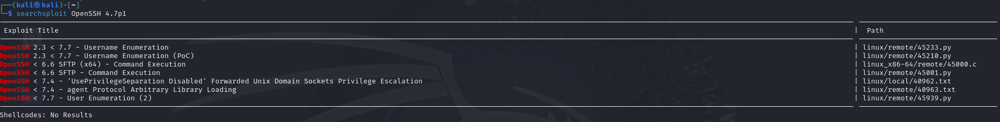 (kali㉿kali)-[~]
$ searchsploit OpenSSH 4.7p1
Exploit Title | Path
OpenSSH 2.3 < 7.7 - Username Enumeration | linux/remote/45233.py
OpenSSH 2.3 < 7.7 - Username Enumeration (PoC) | linux/remote/45210.py
OpenSSH < 6.6 SFTP (x64) - Command Execution | linux_x86-64/remote/45000.c
OpenSSH < 6.6 SFTP - Command Execution | linux/remote/45001.py
OpenSSH < 7.4 - 'UsePrivilegeSeparation Disabled' Forwarded Unix Domain Sockets Privilege Escalation | linux/local/40962.txt
OpenSSH < 7.4 - agent Protocol Arbitrary Library Loading | linux/remote/40963.txt
OpenSSH < 7.7 - User Enumeration (2) | linux/remote/45939.py
Shellcodes: No Results